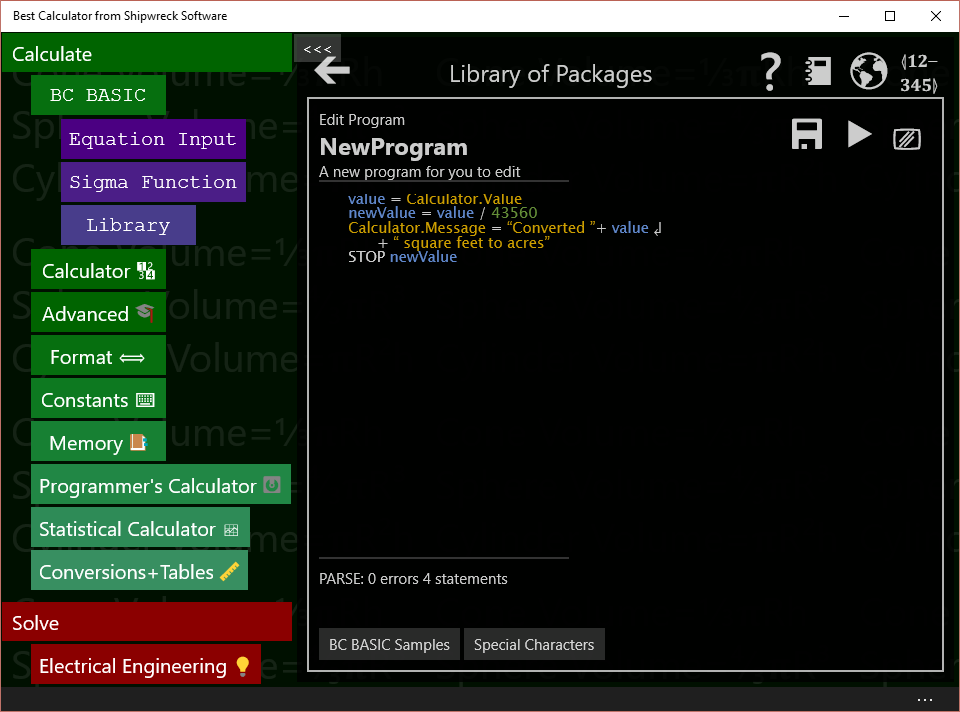 Best Calculator from Shipwreck Software
Calculate
BC BASIC
Equation Input
Sigma Function
Library
Calculator
Advanced
Format
Constants
Memory
Programmer's Calculator
Statistical Calculator
Conversions+Tables
Solve
Electrical Engineering
<<<
Library of Packages
?
(12–
345)
Edit Program
NewProgram
A new program for you to edit
value = Calculator.Value
newValue = value / 43560
Calculator.Message = “Converted ”+ value ↲
+ “ square feet to acres”
STOP newValue
PARSE: 0 errors 4 statements
BC BASIC Samples
Special Characters
...